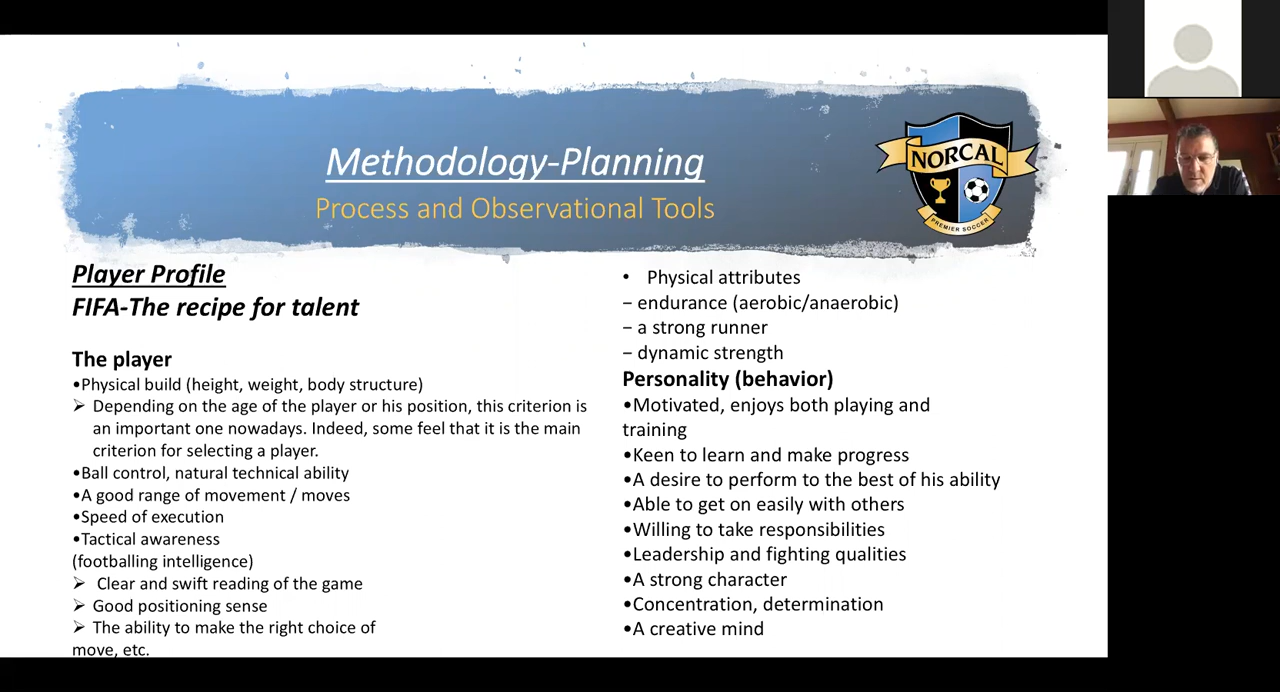 Methodology-Planning
Process and Observational Tools
NORCAL
PREMIER SOCCER
Player Profile
FIFA-The recipe for talent
The player
•Physical build (height, weight, body structure)
➢ Depending on the age of the player or his position, this criterion is
an important one nowadays. Indeed, some feel that it is the main
criterion for selecting a player.
•Ball control, natural technical ability
•A good range of movement / moves
•Speed of execution
•Tactical awareness
(footballing intelligence)
➢ Clear and swift reading of the game
➢ Good positioning sense
➢ The ability to make the right choice of
move, etc.
• Physical attributes
− endurance (aerobic/anaerobic)
− a strong runner
− dynamic strength
Personality (behavior)
•Motivated, enjoys both playing and
training
•Keen to learn and make progress
•A desire to perform to the best of his ability
•Able to get on easily with others
•Willing to take responsibilities
•Leadership and fighting qualities
•A strong character
•Concentration, determination
•A creative mind